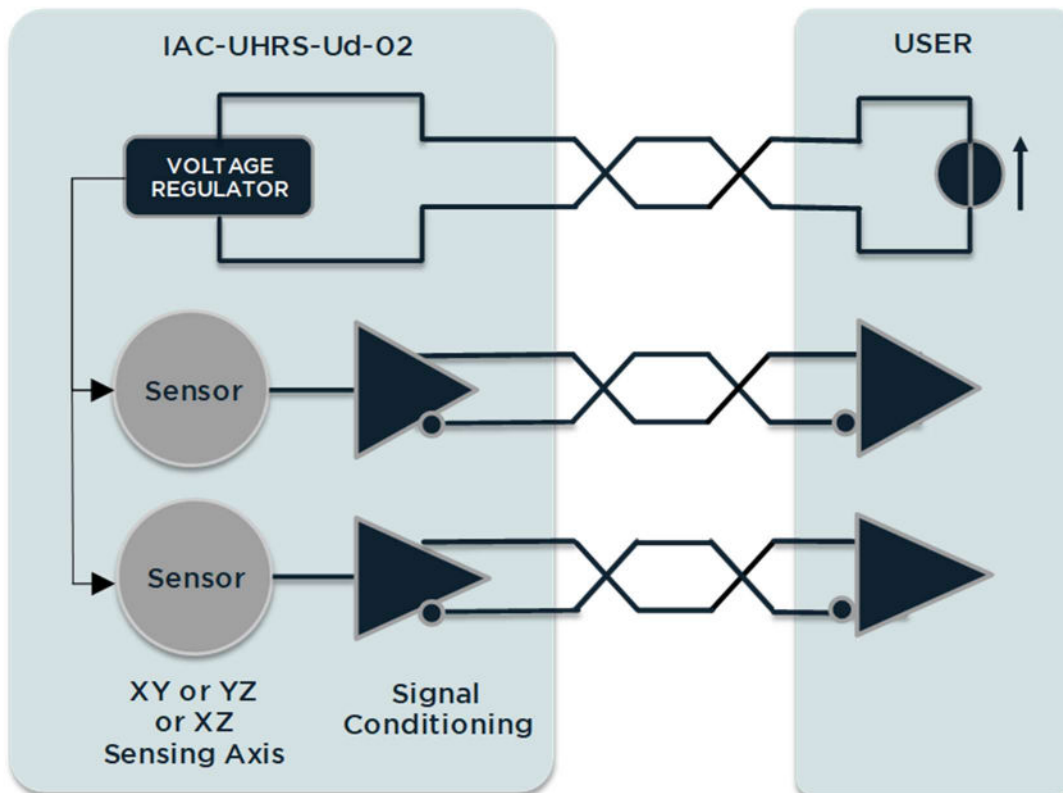 IAC-UHRS-Ud-02
USER
VOLTAGE
REGULATOR
Sensor
Sensor
XY or YZ
or XZ
Sensing Axis
Signal
Conditioning